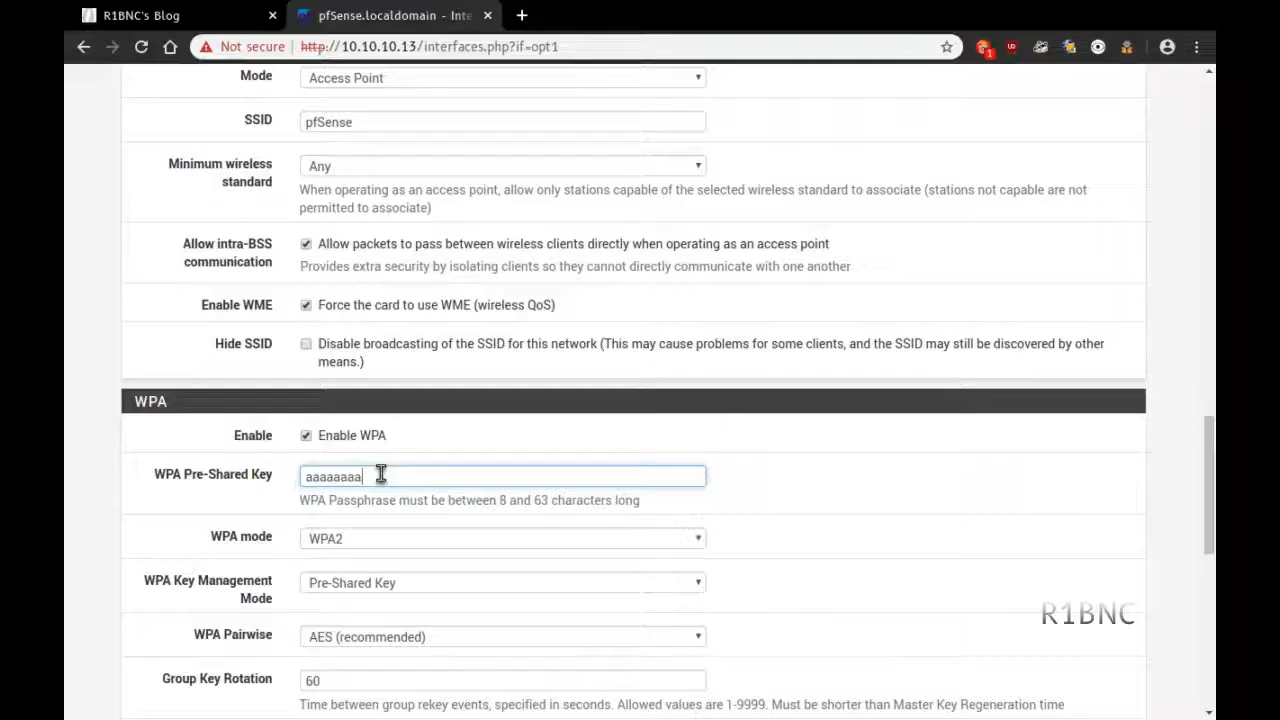 R1BNC's Blog
pfSense.localdomain - Inte
Not secure http://10.10.10.13/interfaces.php?if=opt1
1
Mode Access Point
SSID pfSense
Minimum wireless standard Any
When operating as an access point, allow only stations capable of the selected wireless standard to associate (stations not capable are not
permitted to associate)
Allow intra-BSS communication Allow packets to pass between wireless clients directly when operating as an access point
Provides extra security by isolating clients so they cannot directly communicate with one another
Enable WME Force the card to use WME (wireless QoS)
Hide SSID Disable broadcasting of the SSID for this network (This may cause problems for some clients, and the SSID may still be discovered by other
means.)
WPA
Enable Enable WPA
WPA Pre-Shared Key aaaaaaaa
WPA Passphrase must be between 8 and 63 characters long
WPA mode WPA2
WPA Key Management Mode Pre-Shared Key
R1BNC
WPA Pairwise AES (recommended)
Group Key Rotation 60
Time between group rekey events, specified in seconds. Allowed values are 1-9999. Must be shorter than Master Key Regeneration time